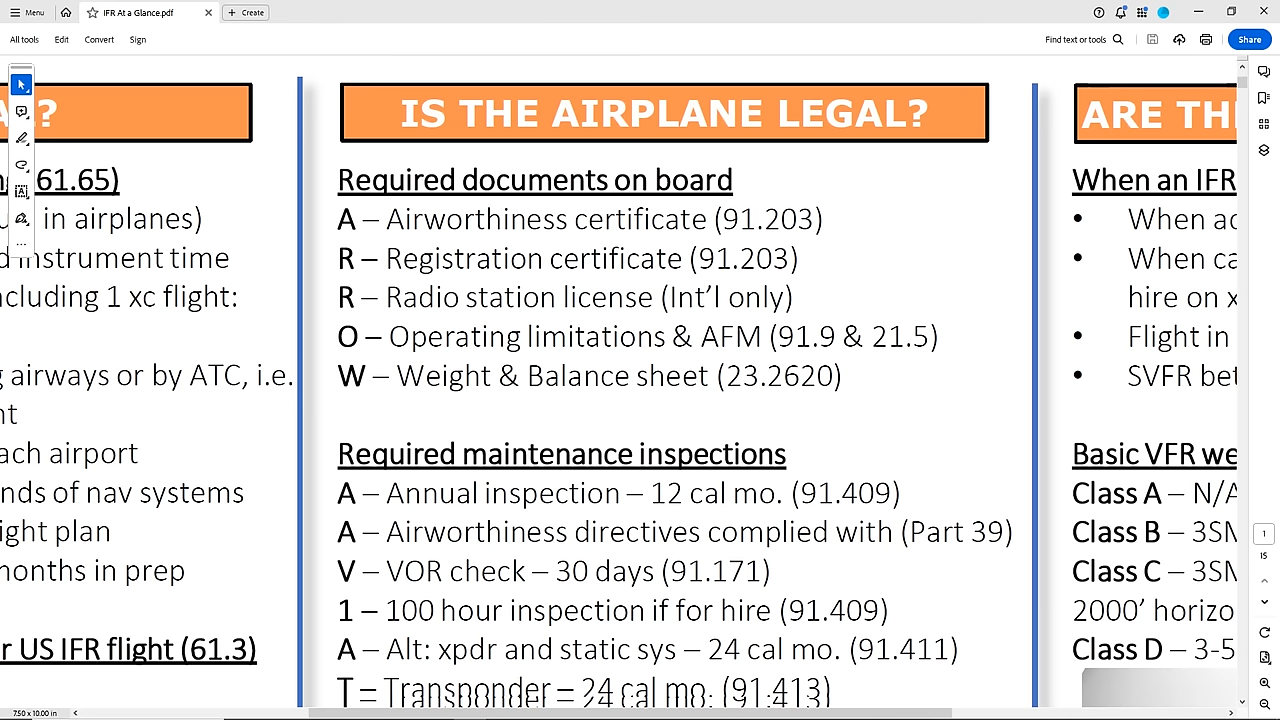 Menu
IFR At a Glance.pdf
Create
All tools
Edit
Convert
Sign
Find text or tools
Share
?
61.65)
in airplanes)
instrument time
ncluding 1 xc flight:
g airways or by ATC, i.e.
nt
ach airport
nds of nav systems
ight plan
months in prep
r US IFR flight (61.3)
IS THE AIRPLANE LEGAL?
Required documents on board
A – Airworthiness certificate (91.203)
R – Registration certificate (91.203)
R – Radio station license (Int’l only)
O – Operating limitations & AFM (91.9 & 21.5)
W – Weight & Balance sheet (23.2620)
Required maintenance inspections
A – Annual inspection – 12 cal mo. (91.409)
A – Airworthiness directives complied with (Part 39)
V – VOR check – 30 days (91.171)
1 – 100 hour inspection if for hire (91.409)
A – Alt: xpdr and static sys – 24 cal mo. (91.411)
T – Transponder – 24 cal mo. (91.413)
ARE TH
When an IFR
• When ac
• When ca
hire on x
• Flight in
• SVFR bet
Basic VFR we
Class A – N/A
Class B – 3SM
Class C – 3SM
2000’ horizo
Class D – 3-5
1
15
7.50 x 10.00 in